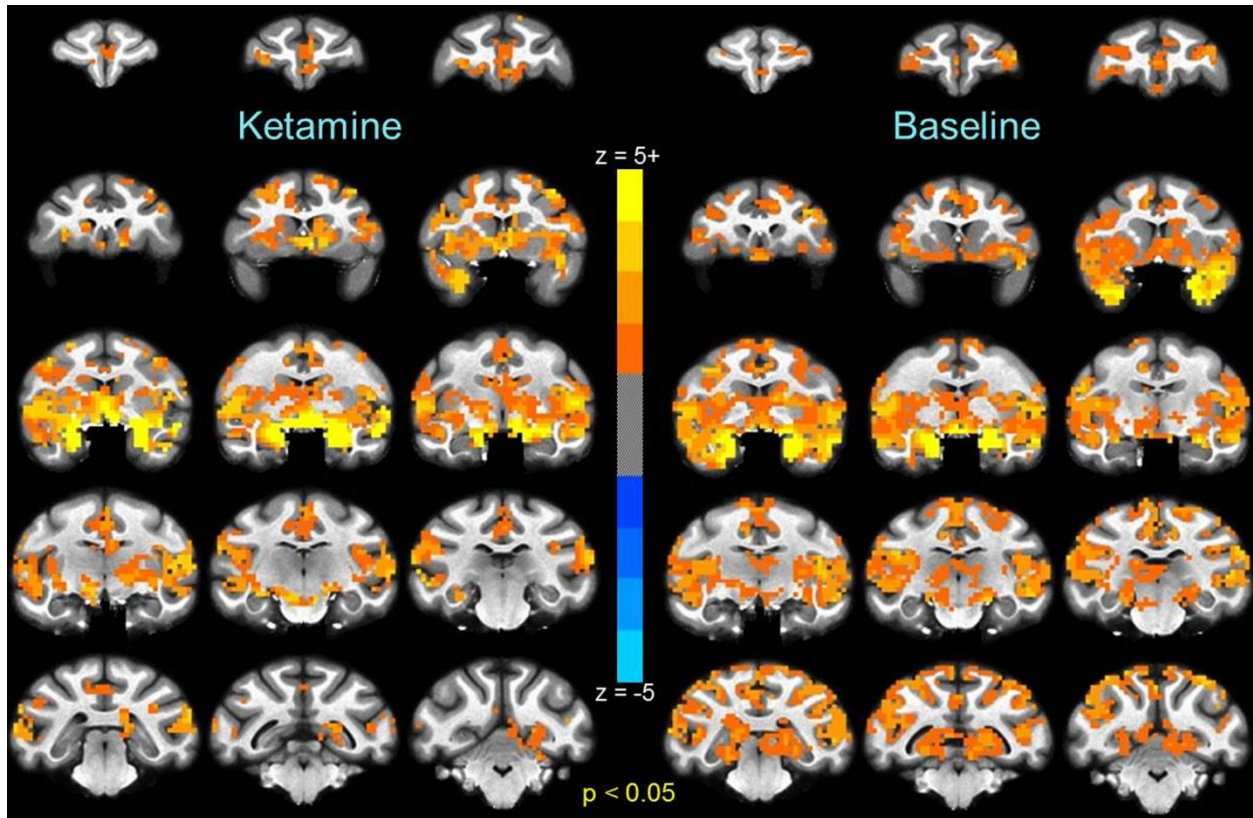 Ketamine
Baseline
z = 5+
z = -5
p < 0.05